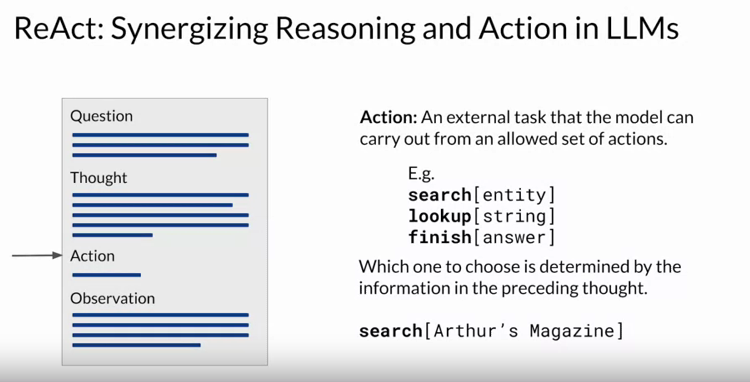 ReAct: Synergizing Reasoning and Action in LLMs
Question
Thought
Action
Observation
Action: An external task that the model can
carry out from an allowed set of actions.
E.g.
search[entity]
lookup[string]
finish[answer]
Which one to choose is determined by the
information in the preceding thought.
search[Arthur's Magazine]